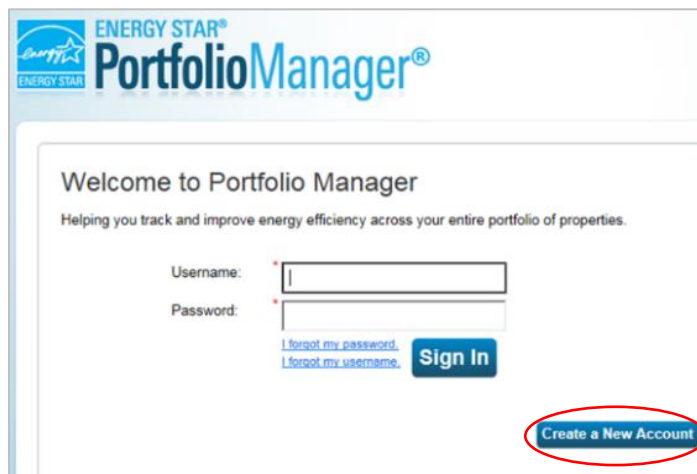 ENERGY STAR®
PortfolioManager®
energy
ENERGY STAR
Welcome to Portfolio Manager
Helping you track and improve energy efficiency across your entire portfolio of properties.
Username: *
Password: *
I forgot my password.
I forgot my username.
Sign In
Create a New Account